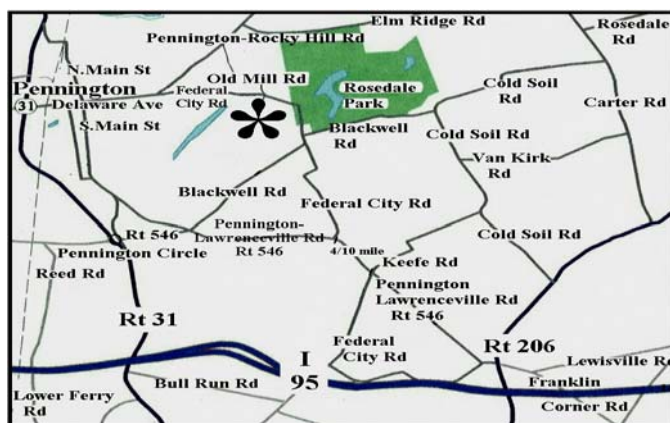 Elm Ridge Rd
Rosedale
Rd
Pennington-Rocky Hill Rd
N.Main St
Old Mill Rd
Pennington
Federal
City Rd
Rosedale
Park
Cold Soil
Rd
31
Delaware Ave
Carter Rd
S.Main St
Blackwell
Rd
Cold Soil Rd
Van Kirk
Rd
Blackwell Rd
Federal City Rd
Pennington-
Lawrenceville Rd
Rt 546
Rt 546
Cold Soil Rd
Pennington Circle
4/10 mile
Keefe Rd
Reed Rd
Pennington
Lawrenceville Rd
Rt 546
Rt 31
Federal
City Rd
Rt 206
I
95
Lewisville Rd
Bull Run Rd
Franklin
Corner Rd
Lower Ferry
Rd